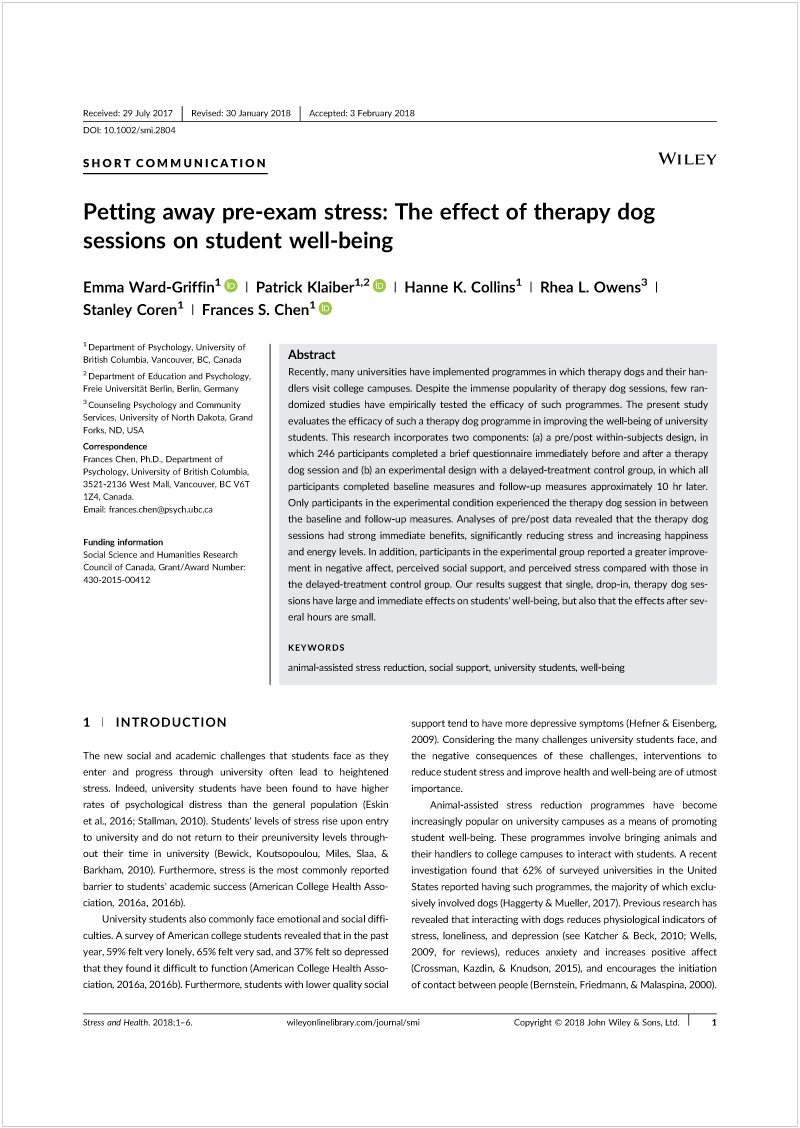 Received: 29 July 2017 | Revised: 30 January 2018 | Accepted: 3 February 2018
DOI: 10.1002/smi.2804
SHORT COMMUNICATION
WILEY
Petting away pre-exam stress: The effect of therapy dog
sessions on student well-being
Emma Ward-Griffin1 iD | Patrick Klaiber1,2 iD | Hanne K. Collins1 | Rhea L. Owens3 |
Stanley Coren1 | Frances S. Chen1 iD
1 Department of Psychology, University of
British Columbia, Vancouver, BC, Canada
2 Department of Education and Psychology,
Freie Universität Berlin, Berlin, Germany
3 Counseling Psychology and Community
Services, University of North Dakota, Grand
Forks, ND, USA
Correspondence
Frances Chen, Ph.D., Department of
Psychology, University of British Columbia,
3521-2136 West Mall, Vancouver, BC V6T
1Z4, Canada.
Email: frances.chen@psych.ubc.ca
Funding information
Social Science and Humanities Research
Council of Canada, Grant/Award Number:
430-2015-00412
Abstract
Recently, many universities have implemented programmes in which therapy dogs and their han-
dlers visit college campuses. Despite the immense popularity of therapy dog sessions, few ran-
domized studies have empirically tested the efficacy of such programmes. The present study
evaluates the efficacy of such a therapy dog programme in improving the well-being of university
students. This research incorporates two components: (a) a pre/post within-subjects design, in
which 246 participants completed a brief questionnaire immediately before and after a therapy
dog session and (b) an experimental design with a delayed-treatment control group, in which all
participants completed baseline measures and follow-up measures approximately 10 hr later.
Only participants in the experimental condition experienced the therapy dog session in between
the baseline and follow-up measures. Analyses of pre/post data revealed that the therapy dog
sessions had strong immediate benefits, significantly reducing stress and increasing happiness
and energy levels. In addition, participants in the experimental group reported a greater improve-
ment in negative affect, perceived social support, and perceived stress compared with those in
the delayed-treatment control group. Our results suggest that single, drop-in, therapy dog ses-
sions have large and immediate effects on students' well-being, but also that the effects after sev-
eral hours are small.
KEYWORDS
animal-assisted stress reduction, social support, university students, well-being
1 | INTRODUCTION
The new social and academic challenges that students face as they
enter and progress through university often lead to heightened
stress. Indeed, university students have been found to have higher
rates of psychological distress than the general population (Eskin
et al., 2016; Stallman, 2010). Students' levels of stress rise upon entry
to university and do not return to their preuniversity levels through-
out their time in university (Bewick, Koutsopoulou, Miles, Slaa, &
Barkham, 2010). Furthermore, stress is the most commonly reported
barrier to students' academic success (American College Health Asso-
ciation, 2016a, 2016b).
University students also commonly face emotional and social diffi-
culties. A survey of American college students revealed that in the past
year, 59% felt very lonely, 65% felt very sad, and 37% felt so depressed
that they found it difficult to function (American College Health Asso-
ciation, 2016a, 2016b). Furthermore, students with lower quality social
support tend to have more depressive symptoms (Hefner & Eisenberg,
2009). Considering the many challenges university students face, and
the negative consequences of these challenges, interventions to
reduce student stress and improve health and well-being are of utmost
importance.
Animal-assisted stress reduction programmes have become
increasingly popular on university campuses as a means of promoting
student well-being. These programmes involve bringing animals and
their handlers to college campuses to interact with students. A recent
investigation found that 62% of surveyed universities in the United
States reported having such programmes, the majority of which exclu-
sively involved dogs (Haggerty & Mueller, 2017). Previous research has
revealed that interacting with dogs reduces physiological indicators of
stress, loneliness, and depression (see Katcher & Beck, 2010; Wells,
2009, for reviews), reduces anxiety and increases positive affect
(Crossman, Kazdin, & Knudson, 2015), and encourages the initiation
of contact between people (Bernstein, Friedmann, & Malaspina, 2000).
Stress and Health. 2018;1–6.
wileyonlinelibrary.com/journal/smi
Copyright © 2018 John Wiley & Sons, Ltd. | 1